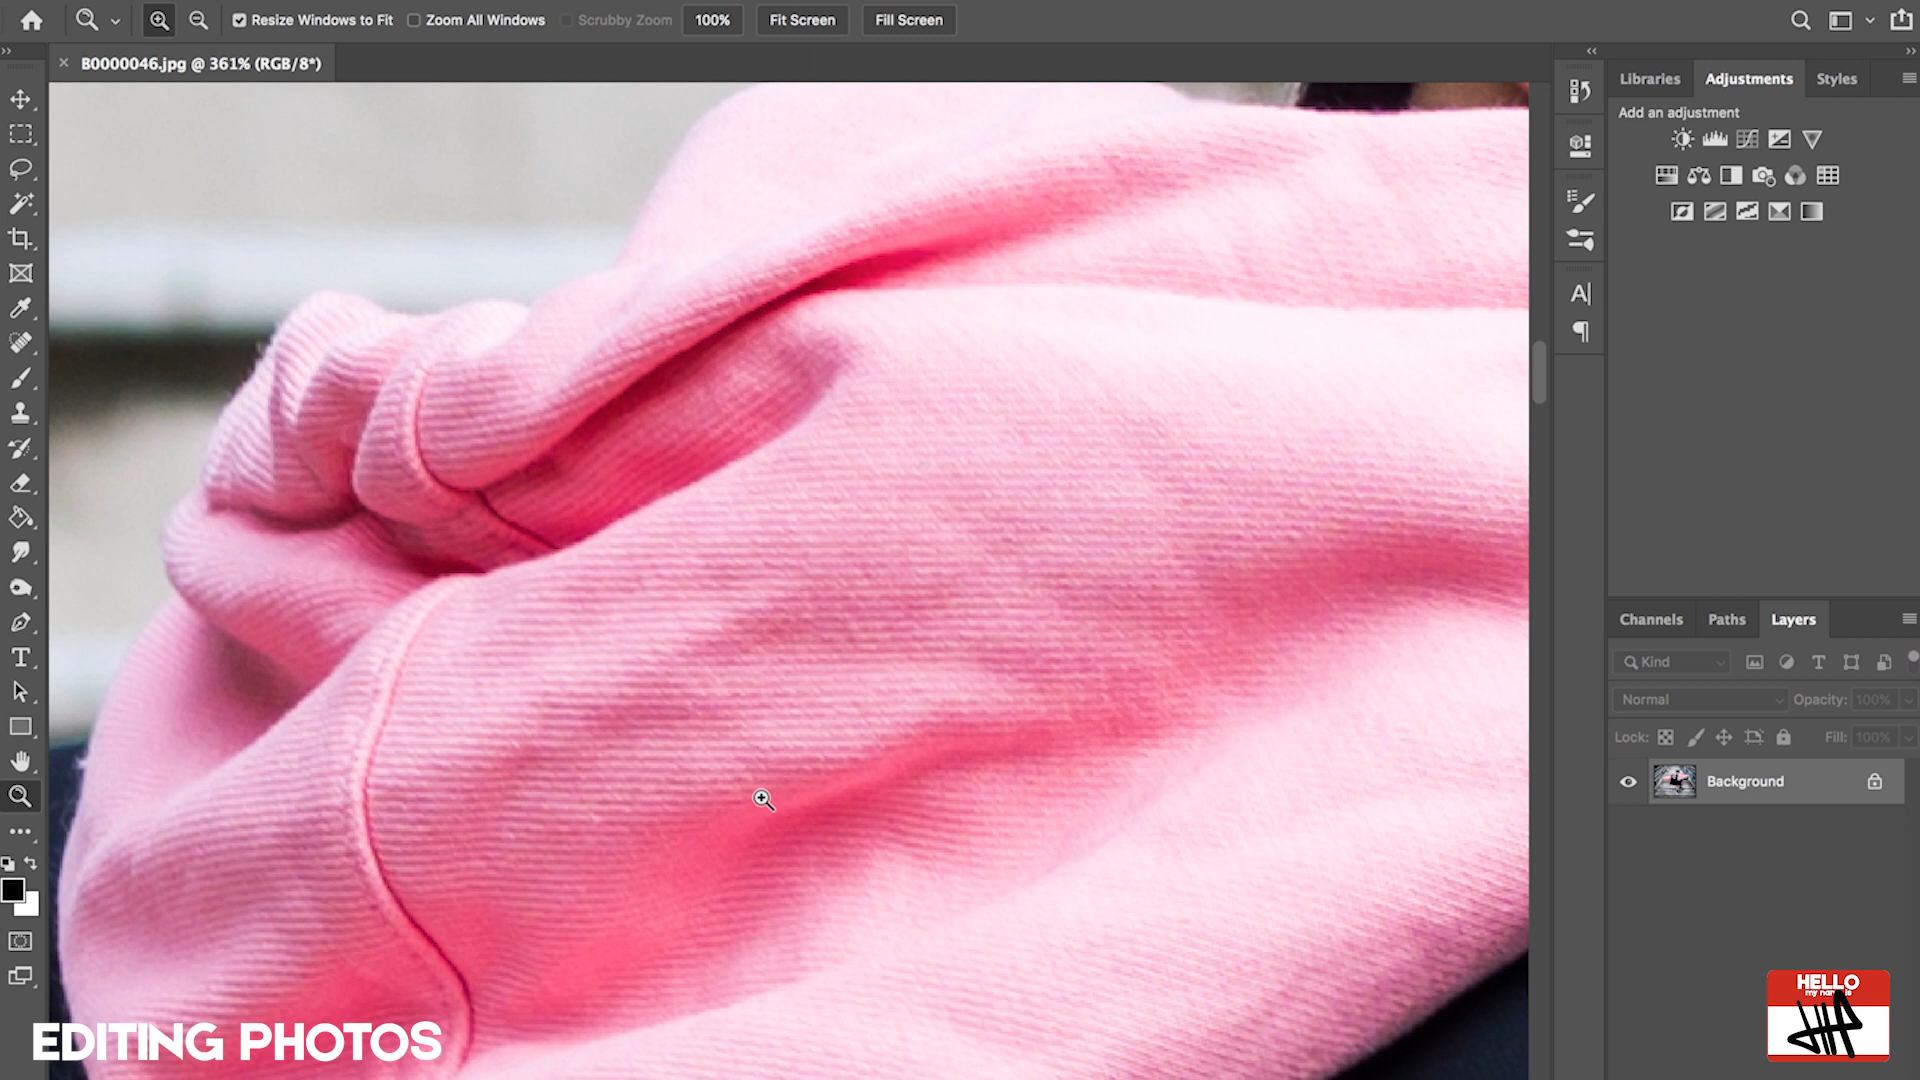 Resize Windows to Fit
Zoom All Windows
Scrubby Zoom
100%
Fit Screen
Fill Screen
B0000046.jpg @ 361% (RGB/8*)
Libraries
Adjustments
Styles
Add an adjustment
Channels
Paths
Layers
Kind
Normal
Opacity: 100%
Lock:
Fill: 100%
Background
EDITING PHOTOS
HELLO
my name is